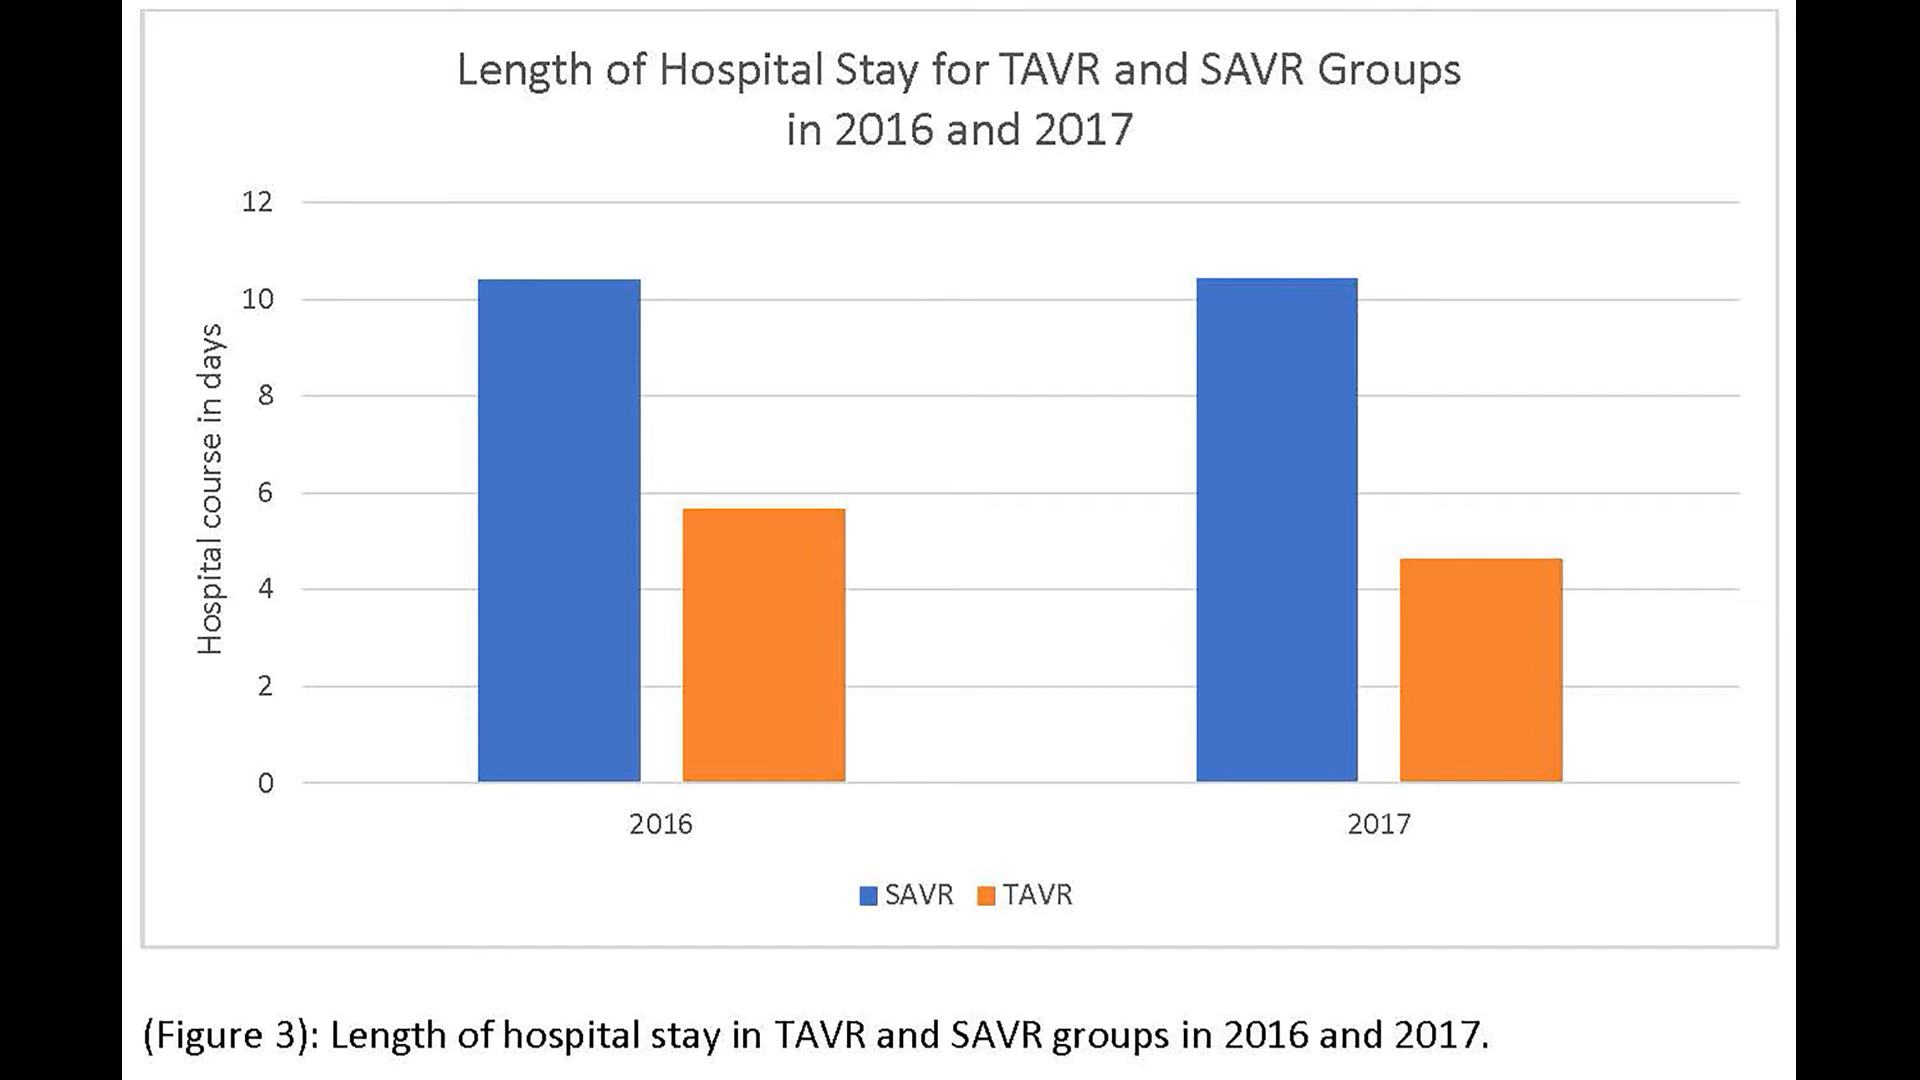 Length of Hospital Stay for TAVR and SAVR Groups
in 2016 and 2017
Hospital course in days
12
10
8
6
4
2
0
2016 2017
SAVR TAVR
(Figure 3): Length of hospital stay in TAVR and SAVR groups in 2016 and 2017.